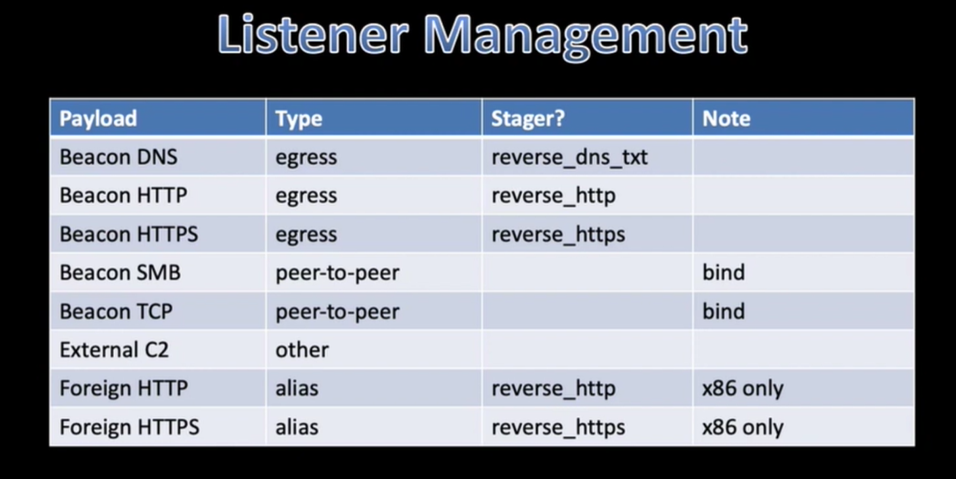 Listener Management
Payload Type Stager? Note
Beacon DNS egress reverse_dns_txt
Beacon HTTP egress reverse_http
Beacon HTTPS egress reverse_https
Beacon SMB peer-to-peer bind
Beacon TCP peer-to-peer bind
External C2 other
Foreign HTTP alias reverse_http x86 only
Foreign HTTPS alias reverse_https x86 only